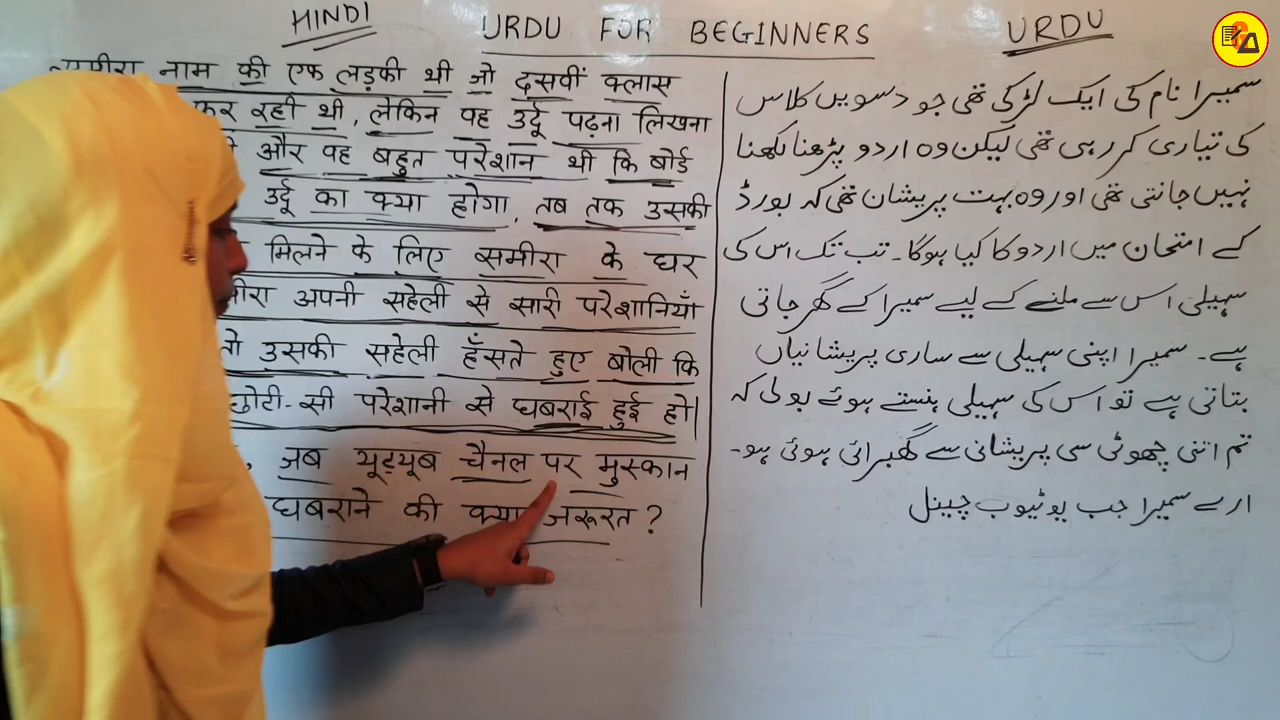 HINDI
URDU FOR BEGINNERS
URDU
नाम की एक लड़की थी जो दसवीं क्लास
कर रही थी, लेकिन वह उर्दू पढ़ना लिखना
और वह बहुत परेशान थी कि बोर्ड
उर्दू का क्या होगा, तब तक उसकी
मिलने के लिए समीरा के घर
अपनी सहेली से सारी परेशानियाँ
उसकी सहेली हँसते हुए बोली कि
छोटी-सी परेशानी से घबराई हुई हो|
जब यूट्यूब चैनल पर मुस्कान
घबराने की क्या जरूरत ?
سمیرا نام کی ایک لڑکی تھی جو دسویں کلاس
کی تیاری کر رہی تھی لیکن وہ اردو پڑھنا لکھنا
نہیں جانتی تھی اور وہ بہت پریشان تھی کہ بورڈ
کے امتحان میں اردو کا کیا ہوگا۔ تب تک اس کی
سہیلی اس سے ملنے کے لیے سمیرا کے گھر جاتی
ہے۔ سمیرا اپنی سہیلی سے ساری پریشانیاں
بتاتی ہے تو اس کی سہیلی ہنستے ہوئے بولی کہ
تم اتنی چھوٹی سی پریشانی سے گھبرائی ہوئی ہو۔
ارے سمیرا جب یوٹیوب چینل